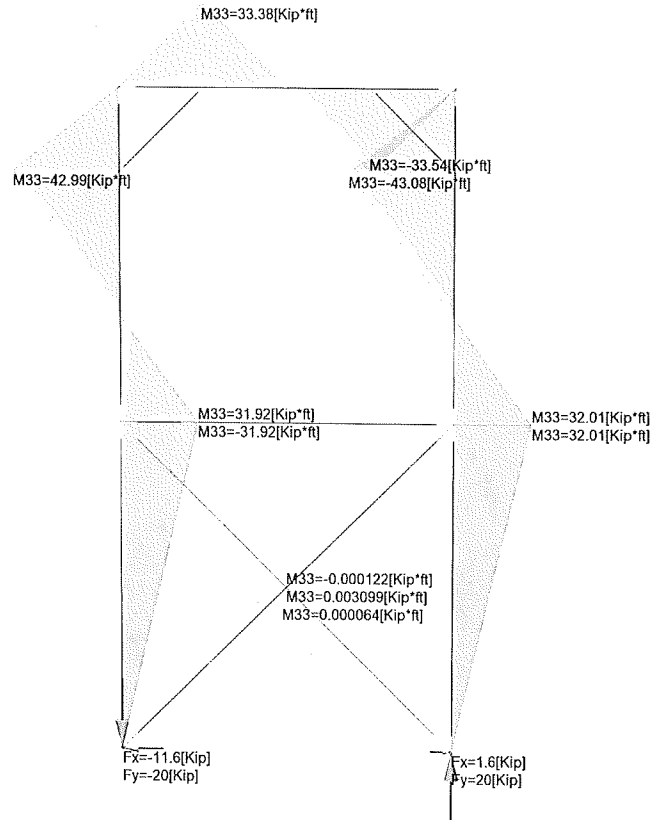 M33=33.38[Kip*ft]
M33=42.99[Kip*ft]
M33=-33.54[Kip*ft]
M33=-43.08[Kip*ft]
M33=31.92[Kip*ft]
M33=-31.92[Kip*ft]
M33=32.01[Kip*ft]
M33=32.01[Kip*ft]
M33=-0.000122[Kip*ft]
M33=0.003099[Kip*ft]
M33=0.000064[Kip*ft]
Fx=-11.6[Kip]
Fy=-20[Kip]
Fx=1.6[Kip]
Fy=20[Kip]